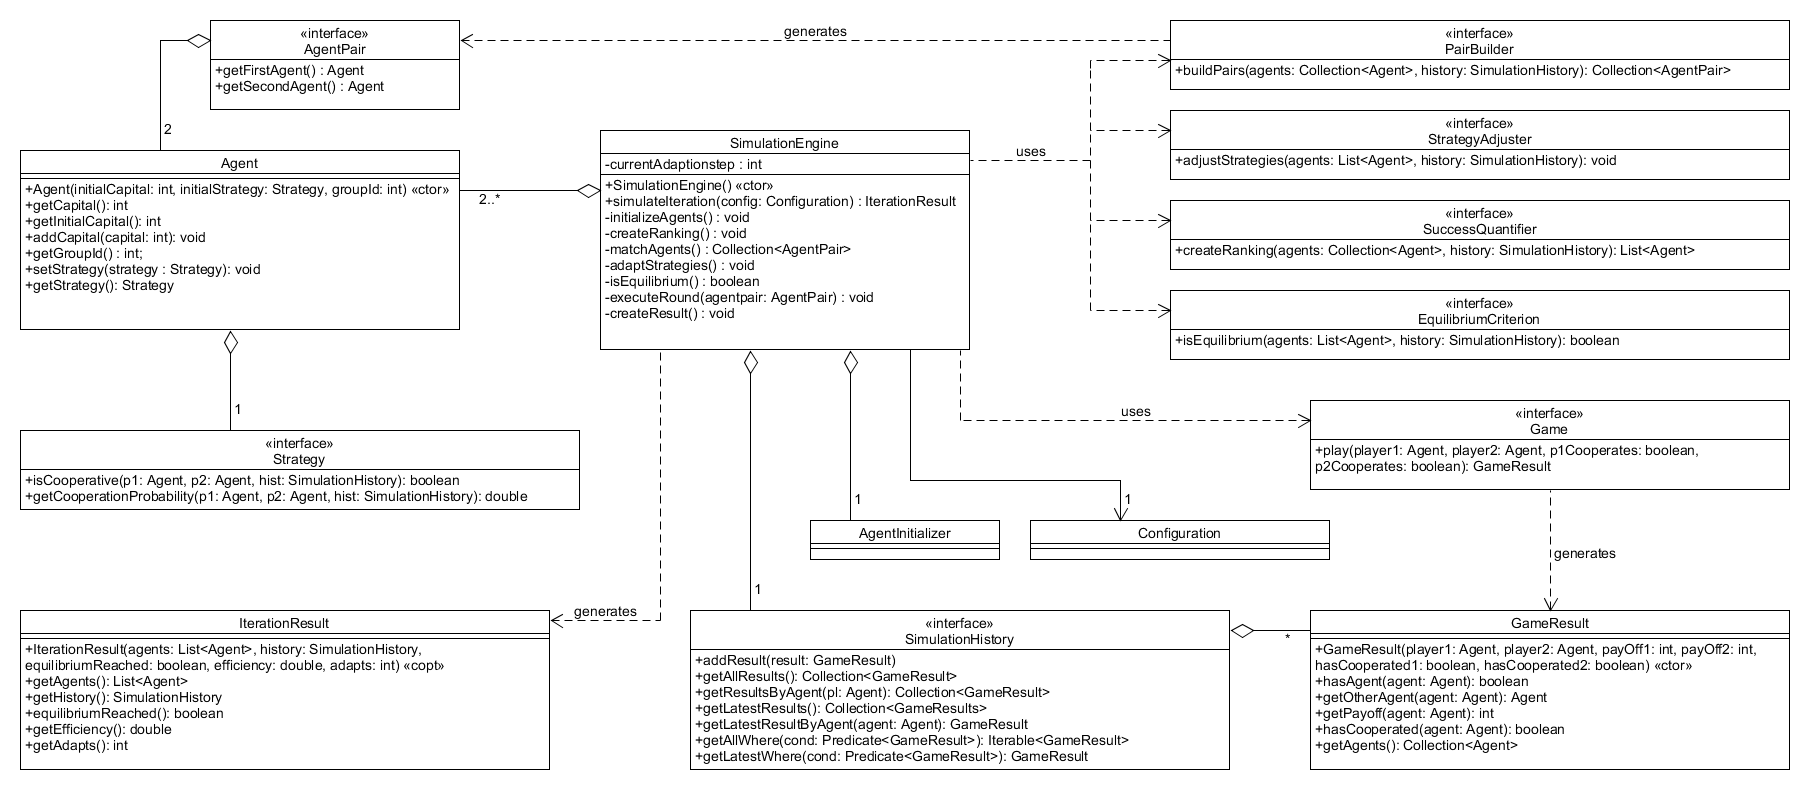 «interface»
AgentPair
+getFirstAgent() : Agent
+getSecondAgent() : Agent
generates
«interface»
PairBuilder
+buildPairs(agents: Collection<Agent>, history: SimulationHistory): Collection<AgentPair>
2
uses
«interface»
StrategyAdjuster
+adjustStrategies(agents: List<Agent>, history: SimulationHistory): void
Agent
+Agent(initialCapital: int, initialStrategy: Strategy, groupId: int) «ctor»
+getCapital(): int
+getInitialCapital(): int
+addCapital(capital: int): void
+getGroupId() : int;
+setStrategy(strategy : Strategy): void
+getStrategy(): Strategy
2..*
SimulationEngine
-currentAdaptionstep : int
+SimulationEngine() «ctor»
+simulateIteration(config: Configuration) : IterationResult
-initializeAgents() : void
-createRanking() : void
-matchAgents() : Collection<AgentPair>
-adaptStrategies() : void
-isEquilibrium() : boolean
-executeRound(agentpair: AgentPair) : void
-createResult() : void
«interface»
SuccessQuantifier
+createRanking(agents: Collection<Agent>, history: SimulationHistory): List<Agent>
«interface»
EquilibriumCriterion
+isEquilibrium(agents: List<Agent>, history: SimulationHistory): boolean
1
«interface»
Strategy
+isCooperative(p1: Agent, p2: Agent, hist: SimulationHistory): boolean
+getCooperationProbability(p1: Agent, p2: Agent, hist: SimulationHistory): double
uses
«interface»
Game
+play(player1: Agent, player2: Agent, p1Cooperates: boolean,
p2Cooperates: boolean): GameResult
1
AgentInitializer
1
Configuration
generates
1
generates
IterationResult
+IterationResult(agents: List<Agent>, history: SimulationHistory,
equilibriumReached: boolean, efficiency: double, adapts: int) «copt»
+getAgents(): List<Agent>
+getHistory(): SimulationHistory
+equilibriumReached(): boolean
+getEfficiency(): double
+getAdapts(): int
«interface»
SimulationHistory
+addResult(result: GameResult)
+getAllResults(): Collection<GameResult>
+getResultsByAgent(pl: Agent): Collection<GameResult>
+getLatestResults(): Collection<GameResults>
+getLatestResultByAgent(agent: Agent): GameResult
+getAllWhere(cond: Predicate<GameResult>): Iterable<GameResult>
+getLatestWhere(cond: Predicate<GameResult>): GameResult
*
GameResult
+GameResult(player1: Agent, player2: Agent, payOff1: int, payOff2: int,
hasCooperated1: boolean, hasCooperated2: boolean) «ctor»
+hasAgent(agent: Agent): boolean
+getOtherAgent(agent: Agent): Agent
+getPayoff(agent: Agent): int
+hasCooperated(agent: Agent): boolean
+getAgents(): Collection<Agent>